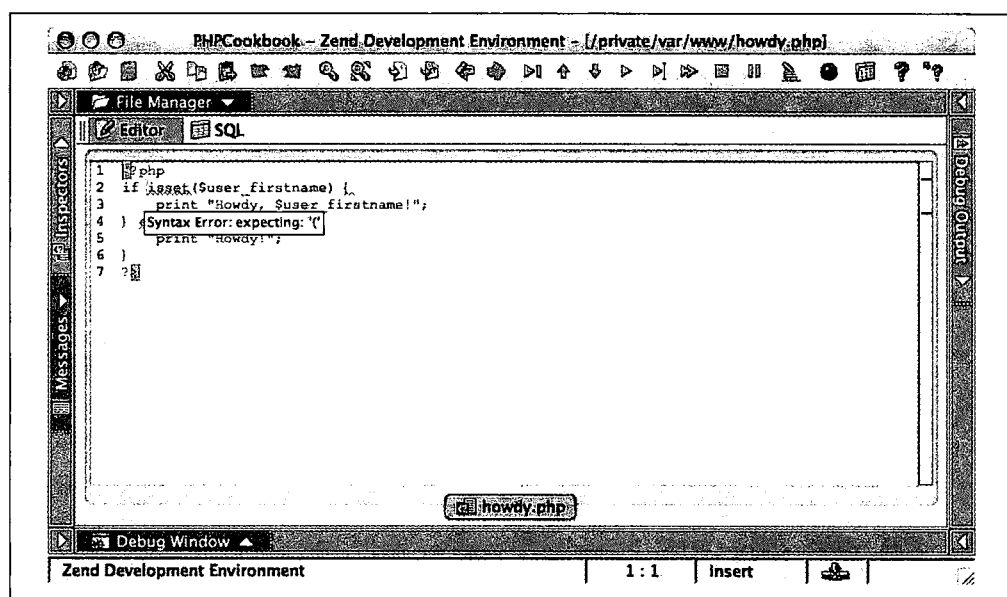 PHPCookbook – Zend Development Environment – [/private/var/www/howdy.php]
File Manager
Editor SQL
1 php
2 if isset($user_firstname) {
3 print "Howdy, $user_firstname!";
4 }
Syntax Error: expecting: '('
5 print "Howdy!";
6 }
7 ?
Inspectors
Messages
Debug Output
howdy.php
Debug Window
Zend Development Environment 1 : 1 Insert